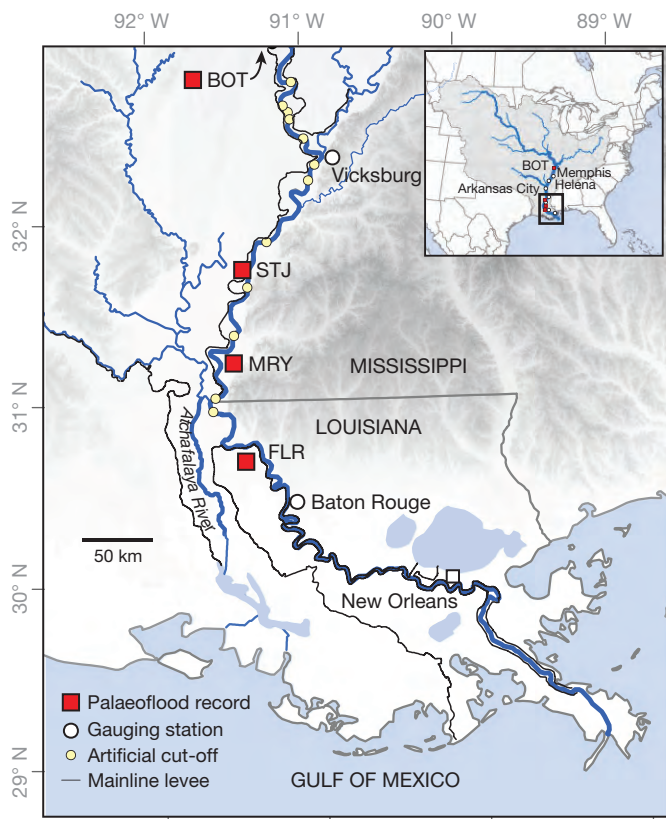 92° W
91° W
90° W
89° W
BOT
BOT
Memphis
Helena
Arkansas City
Vicksburg
32° N
STJ
MRY
MISSISSIPPI
31° N
LOUISIANA
Atchafalaya River
FLR
Baton Rouge
50 km
30° N
New Orleans
Palaeoflood record
Gauging station
Artificial cut-off
Mainline levee
29° N
GULF OF MEXICO